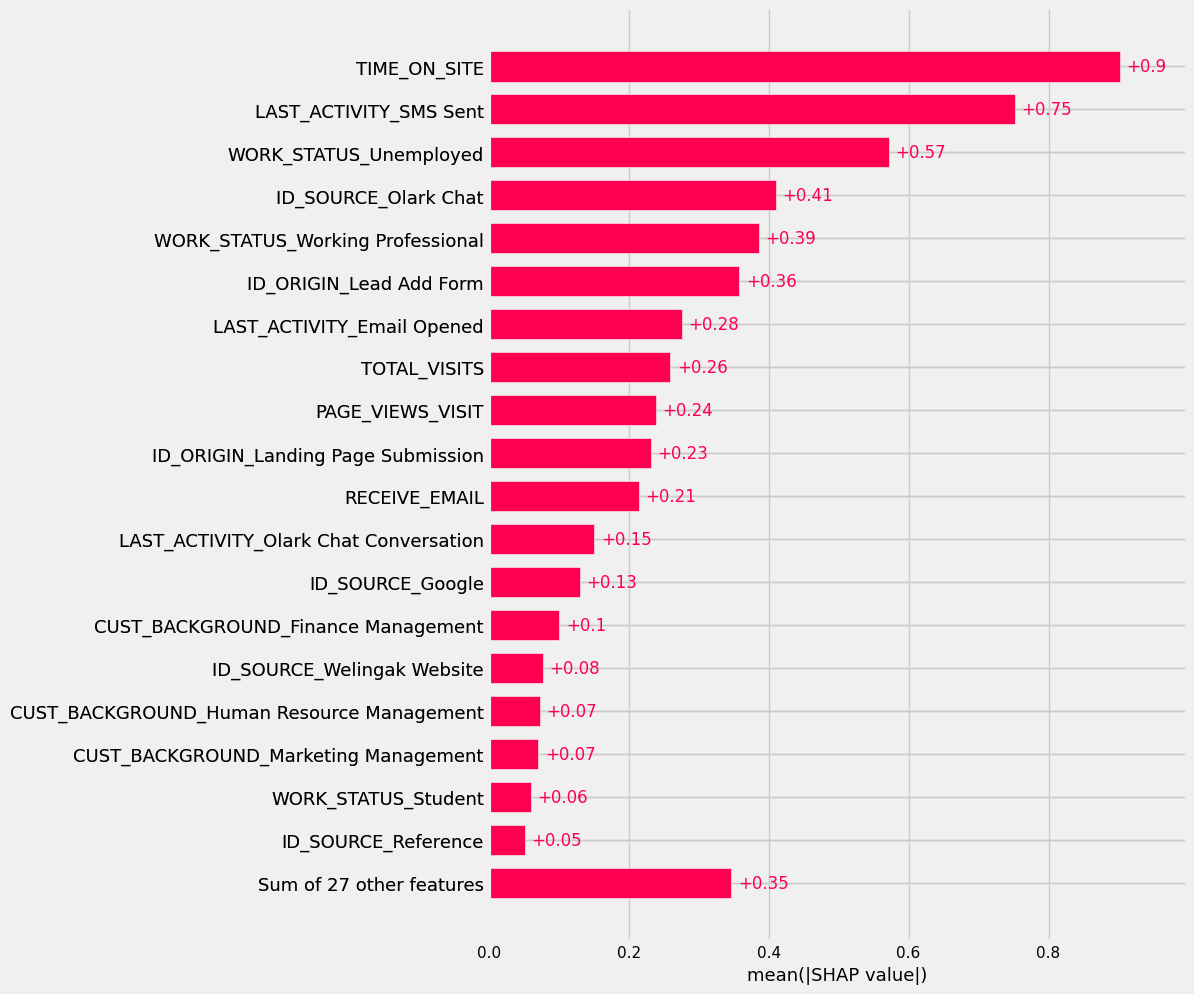 TIME_ON_SITE +0.9
LAST_ACTIVITY_SMS Sent +0.75
WORK_STATUS_Unemployed +0.57
ID_SOURCE_Olark Chat +0.41
WORK_STATUS_Working Professional +0.39
ID_ORIGIN_Lead Add Form +0.36
LAST_ACTIVITY_Email Opened +0.28
TOTAL_VISITS +0.26
PAGE_VIEWS_VISIT +0.24
ID_ORIGIN_Landing Page Submission +0.23
RECEIVE_EMAIL +0.21
LAST_ACTIVITY_Olark Chat Conversation +0.15
ID_SOURCE_Google +0.13
CUST_BACKGROUND_Finance Management +0.1
ID_SOURCE_Welingak Website +0.08
CUST_BACKGROUND_Human Resource Management +0.07
CUST_BACKGROUND_Marketing Management +0.07
WORK_STATUS_Student +0.06
ID_SOURCE_Reference +0.05
Sum of 27 other features +0.35
0.0 0.2 0.4 0.6 0.8
mean(|SHAP value|)